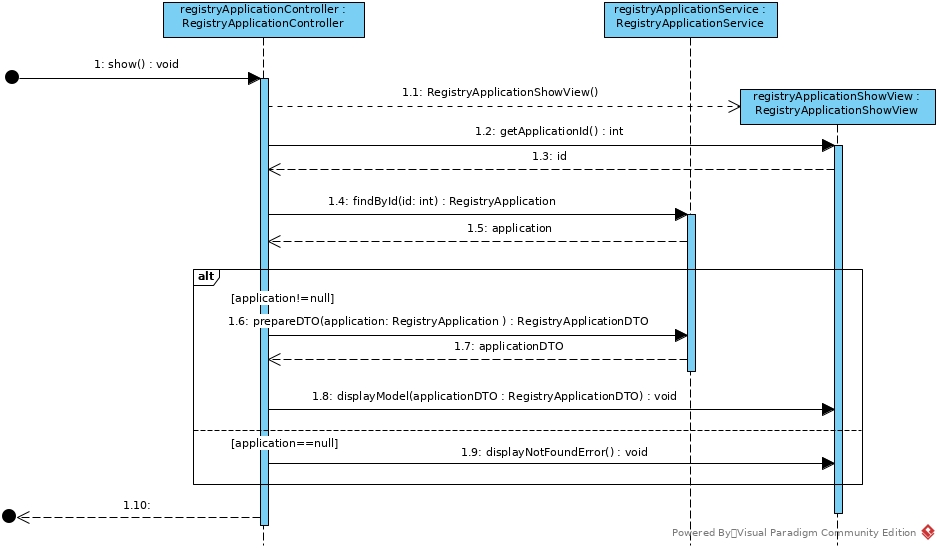 registryApplicationController :
RegistryApplicationController
registryApplicationService :
RegistryApplicationService
1: show() : void
1.1: RegistryApplicationShowView()
registryApplicationShowView :
RegistryApplicationShowView
1.2: getApplicationId() : int
1.3: id
1.4: findById(id: int) : RegistryApplication
1.5: application
alt
[application!=null]
1.6: prepareDTO(application: RegistryApplication ) : RegistryApplicationDTO
1.7: applicationDTO
1.8: displayModel(applicationDTO : RegistryApplicationDTO) : void
[application==null]
1.9: displayNotFoundError() : void
1.10:
Powered By Visual Paradigm Community Edition